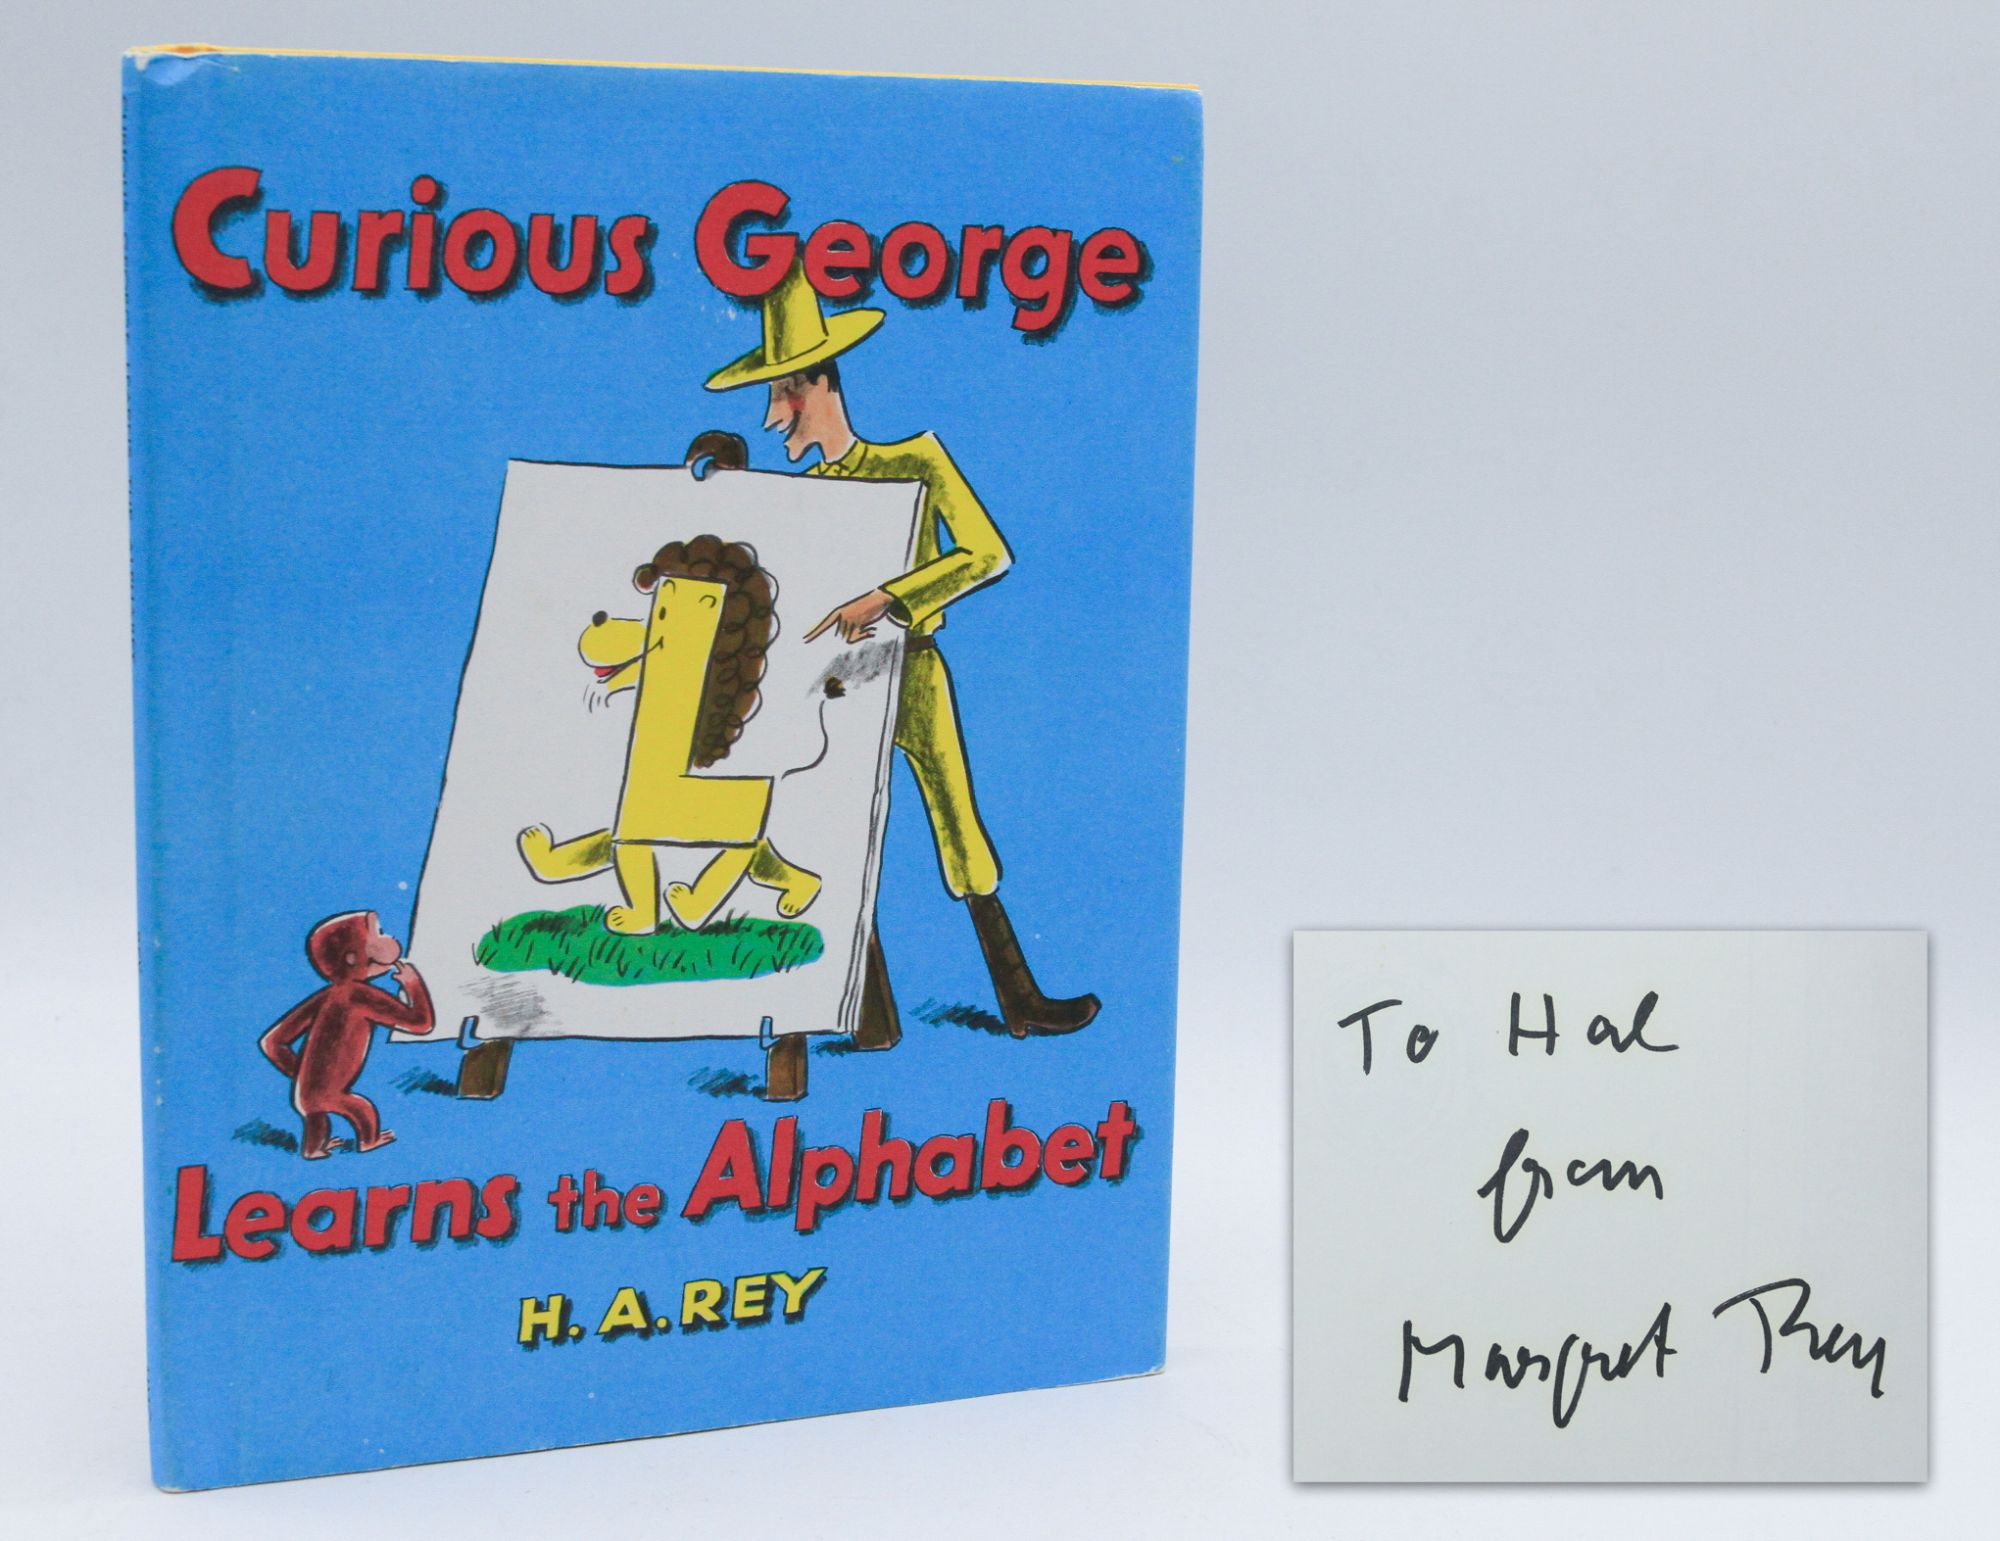 Curious George
L
Learns the Alphabet
H. A. REY
To Hal
from
Margret Rey